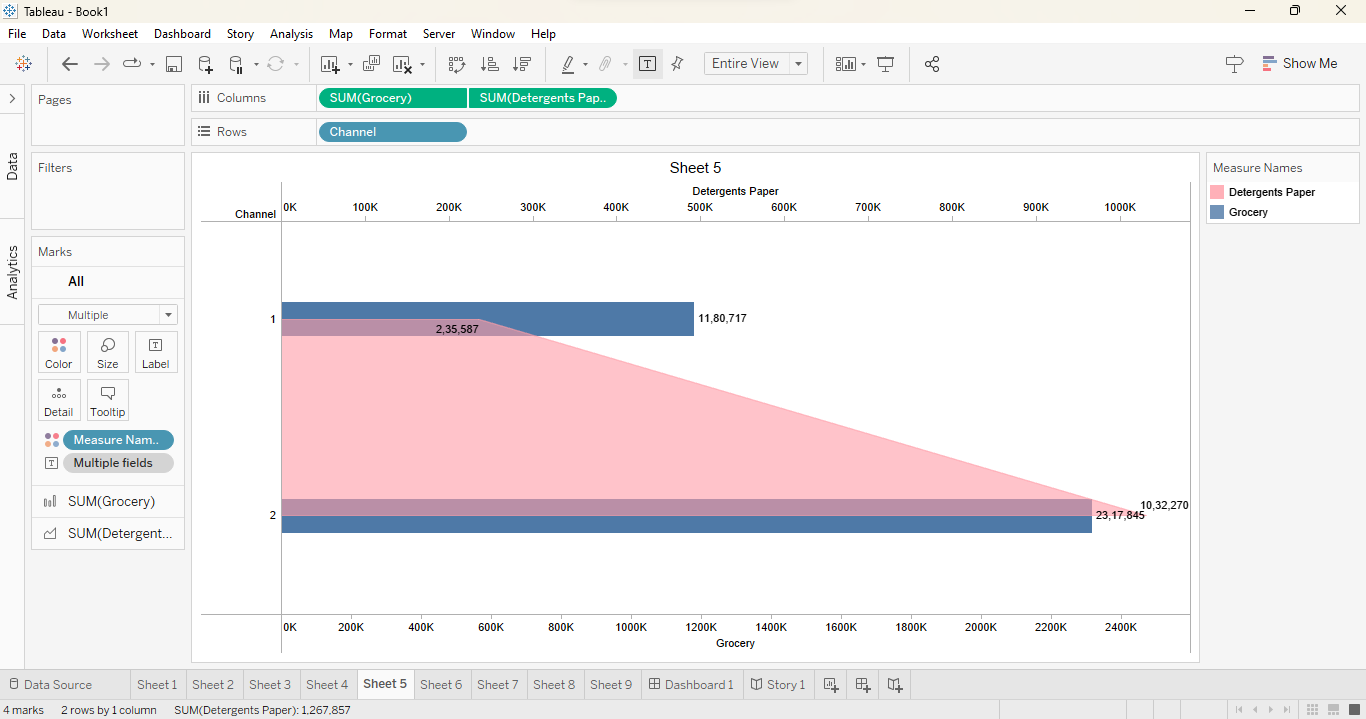 Tableau - Book1
File Data Worksheet Dashboard Story Analysis Map Format Server Window Help
Entire View
Show Me
Pages
Columns SUM(Grocery) SUM(Detergents Pap..
Rows Channel
Data
Analytics
Filters
Marks
All
Multiple
Color Size Label
Detail Tooltip
Measure Nam..
Multiple fields
SUM(Grocery)
SUM(Detergent...
Sheet 5
Detergents Paper
Channel 0K 100K 200K 300K 400K 500K 600K 700K 800K 900K 1000K
1 11,80,717
2,35,587
10,32,270
2 23,17,845
0K 200K 400K 600K 800K 1000K 1200K 1400K 1600K 1800K 2000K 2200K 2400K
Grocery
Measure Names
Detergents Paper
Grocery
Data Source Sheet 1 Sheet 2 Sheet 3 Sheet 4 Sheet 5 Sheet 6 Sheet 7 Sheet 8 Sheet 9 Dashboard 1 Story 1
4 marks 2 rows by 1 column SUM(Detergents Paper): 1,267,857